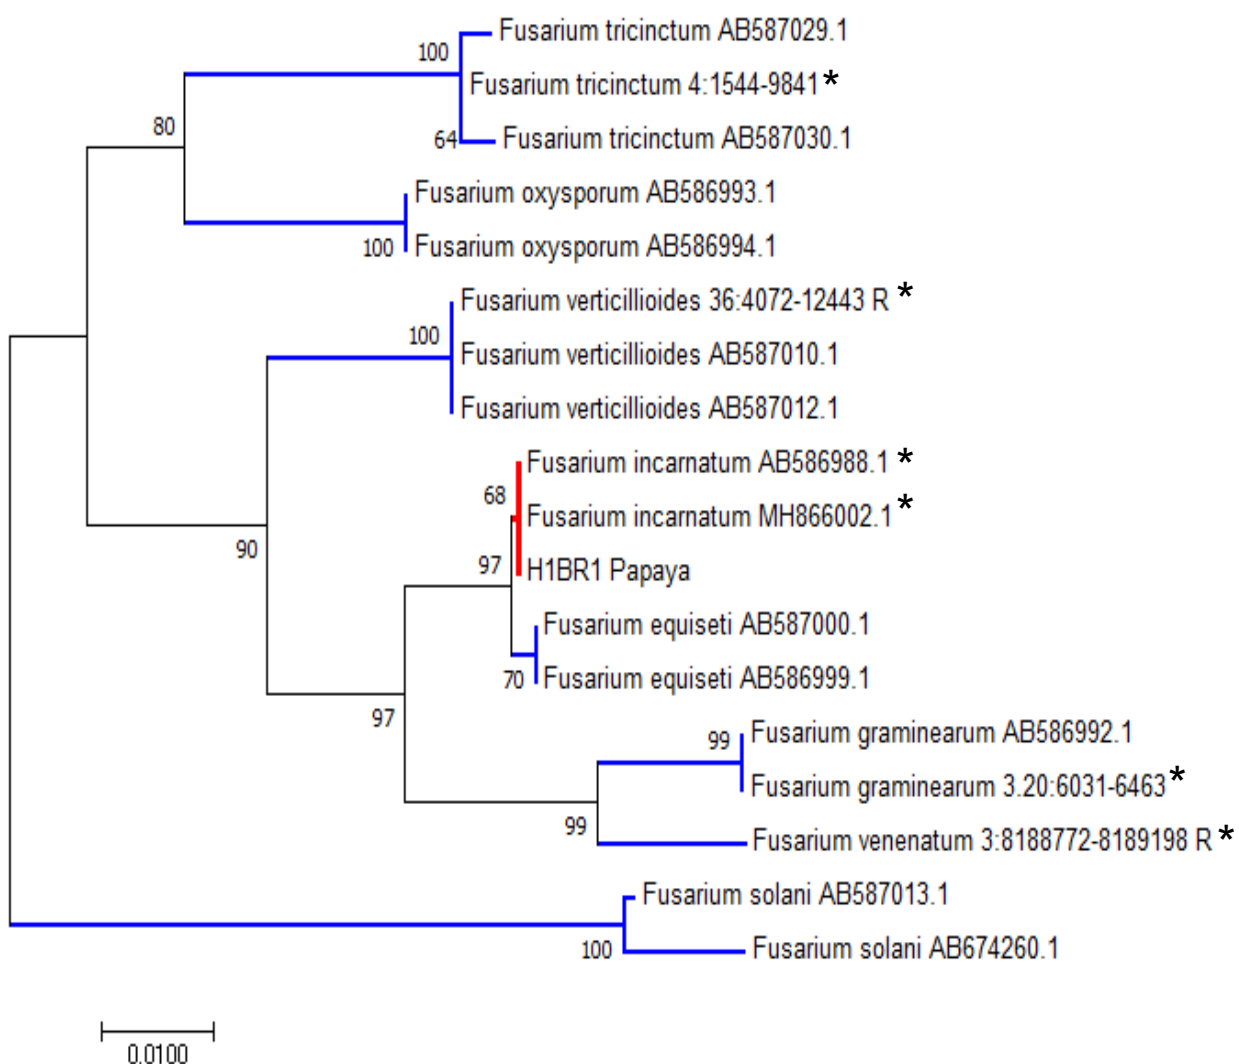 Fusarium tricinctum AB587029.1
100
Fusarium tricinctum 4:1544-9841*
80
64
Fusarium tricinctum AB587030.1
Fusarium oxysporum AB586993.1
100
Fusarium oxysporum AB586994.1
Fusarium verticillioides 36:4072-12443 R *
100
Fusarium verticillioides AB587010.1
Fusarium verticillioides AB587012.1
Fusarium incarnatum AB586988.1 *
68
Fusarium incarnatum MH866002.1*
90
97
H1BR1 Papaya
Fusarium equiseti AB587000.1
70
Fusarium equiseti AB586999.1
97
Fusarium graminearum AB586992.1
99
Fusarium graminearum 3.20:6031-6463*
99
Fusarium venenatum 3:8188772-8189198 R *
Fusarium solani AB587013.1
100
Fusarium solani AB674260.1
0.0100